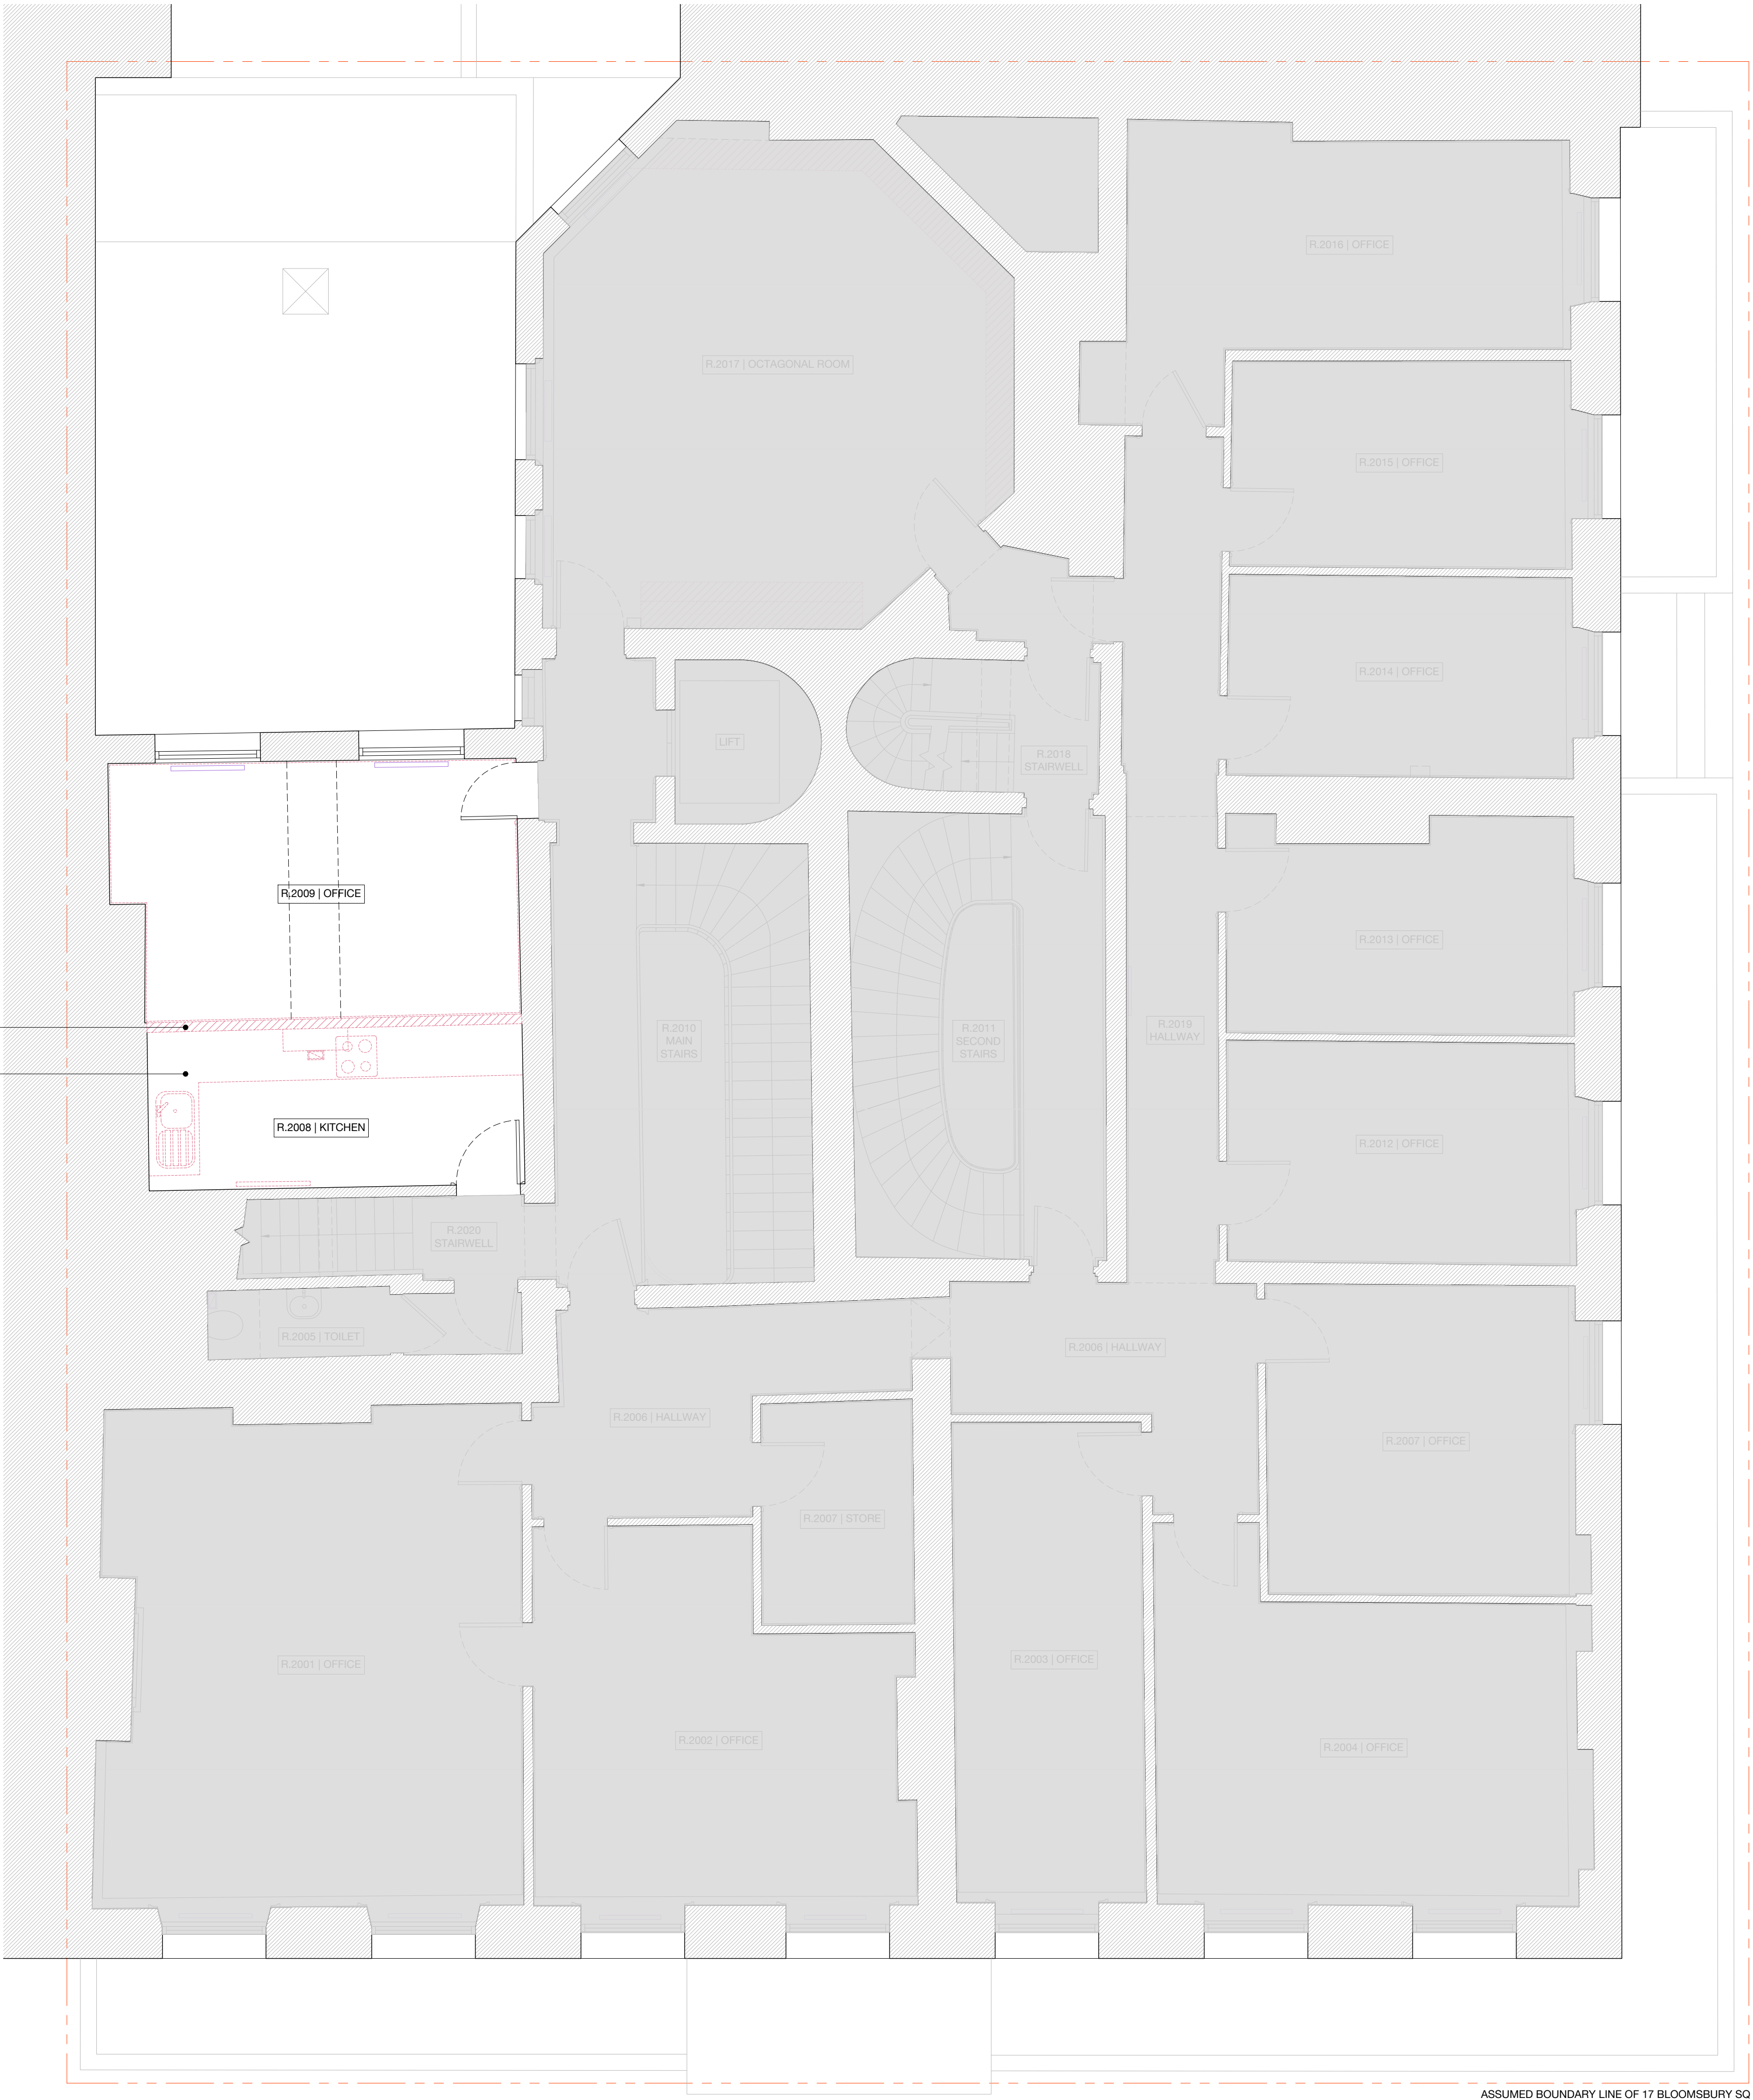 R.2016 | OFFICE
R.2017 | OCTAGONAL ROOM
R.2015 | OFFICE
R.2014 | OFFICE
LIFT
R.2018
STAIRWELL
R.2009 | OFFICE
R.2013 | OFFICE
R.2010
MAIN
STAIRS
R.2011
SECOND
STAIRS
R.2019
HALLWAY
R.2008 | KITCHEN
R.2012 | OFFICE
R.2020
STAIRWELL
R.2005 | TOILET
R.2006 | HALLWAY
R.2006 | HALLWAY
R.2007 | OFFICE
R.2007 | STORE
R.2001 | OFFICE
R.2003 | OFFICE
R.2002 | OFFICE
R.2004 | OFFICE
ASSUMED BOUNDARY LINE OF 17 BLOOMSBURY SQ